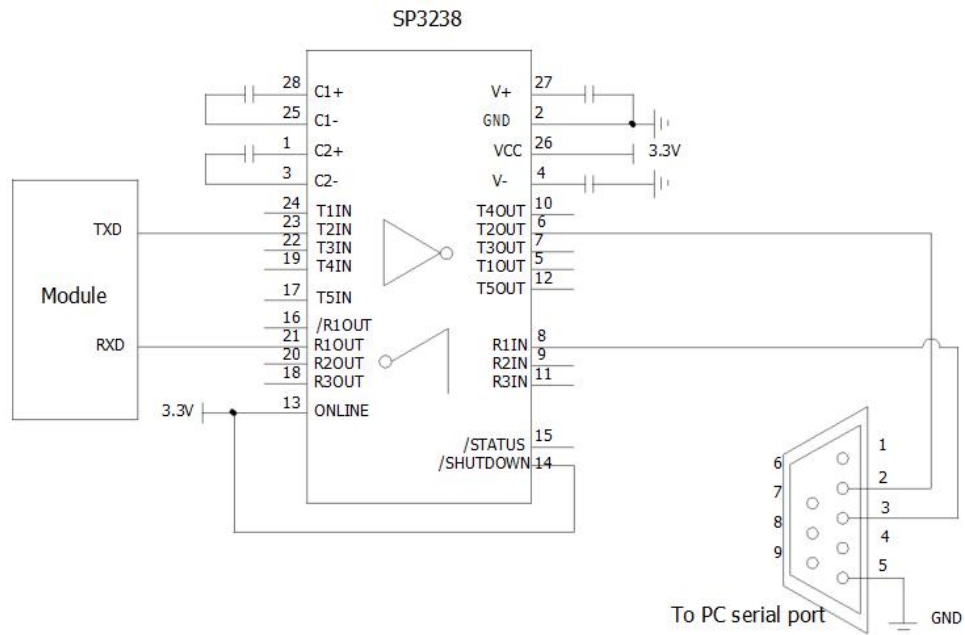 SP3238
28 C1+
25 C1-
1 C2+
3 C2-
24 T1IN
23 T2IN
22 T3IN
19 T4IN
17 T5IN
16 /R1OUT
21 R1OUT
20 R2OUT
18 R3OUT
3.3V 13 ONLINE
V+ 27
GND 2
VCC 26 3.3V
V- 4
T4OUT 10
T2OUT 6
T3OUT 7
T1OUT 5
T5OUT 12
R1IN 8
R2IN 9
R3IN 11
/STATUS 15
/SHUTDOWN 14
TXD
Module
RXD
1
6
2
7
3
8
4
9
5
To PC serial port
GND